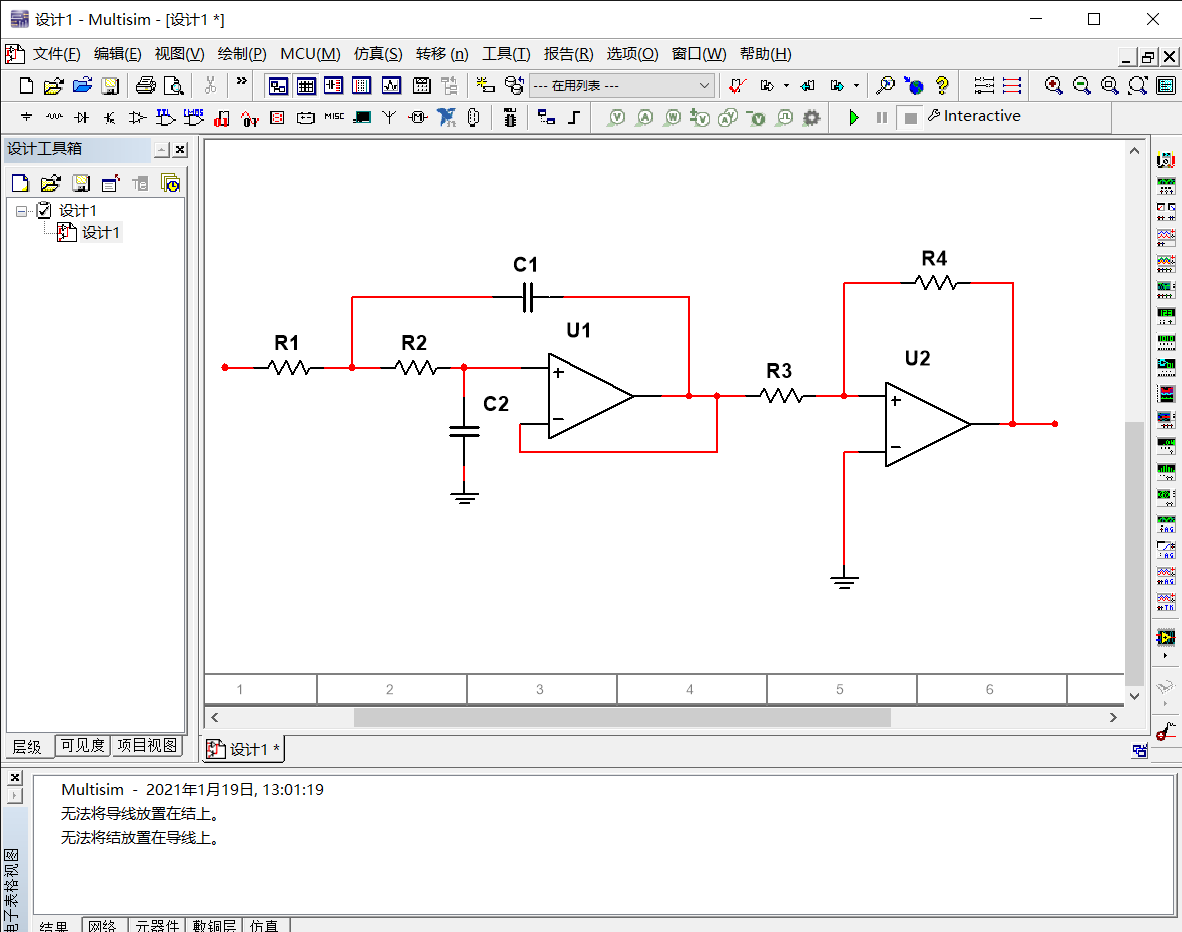 设计1 - Multisim - [设计1 *]
文件(F) 编辑(E) 视图(V) 绘制(P) MCU(M) 仿真(S) 转移 (n) 工具(T) 报告(R) 选项(O) 窗口(W) 帮助(H)
--- 在用列表 ---
MISC
Interactive
设计工具箱
设计1
设计1
C1
R4
U1
R1
R2
U2
R3
C2
1 2 3 4 5 6
层级 可见度 项目视图
设计1 *
Multisim - 2021年1月19日, 13:01:19
无法将导线放置在结上。
无法将结放置在导线上。
电子表格视图
结果 网络 元器件 敷铜层 仿真